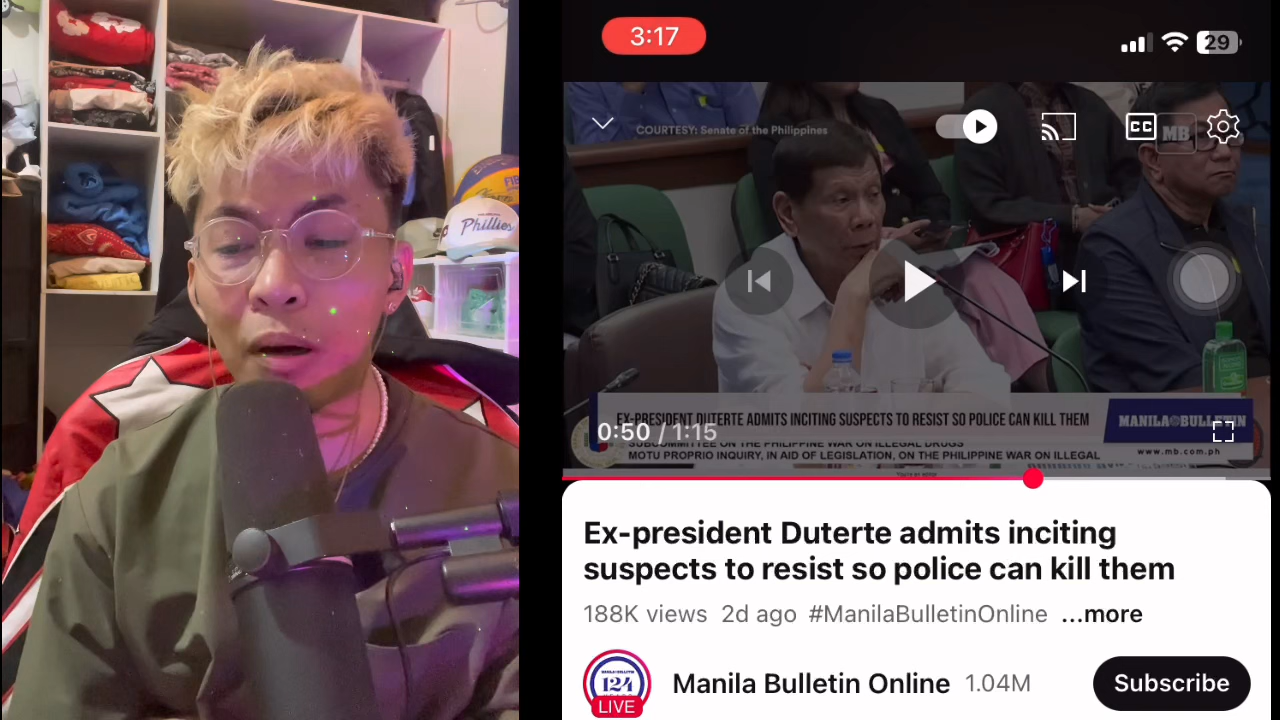 3:17
29
COURTESY: Senate of the Philippines
CC
MB
Phillies
EX-PRESIDENT DUTERTE ADMITS INCITING SUSPECTS TO RESIST SO POLICE CAN KILL THEM
MANILA BULLETIN
0:50 / 1:15
SUBCOMMITTEE ON THE PHILIPPINE WAR ON ILLEGAL DRUGS
MOTU PROPRIO INQUIRY, IN AID OF LEGISLATION, ON THE PHILIPPINE WAR ON ILLEGAL
www.mb.com.ph
Ex-president Duterte admits inciting
suspects to resist so police can kill them
188K views 2d ago #ManilaBulletinOnline ...more
124
LIVE
Manila Bulletin Online 1.04M
Subscribe